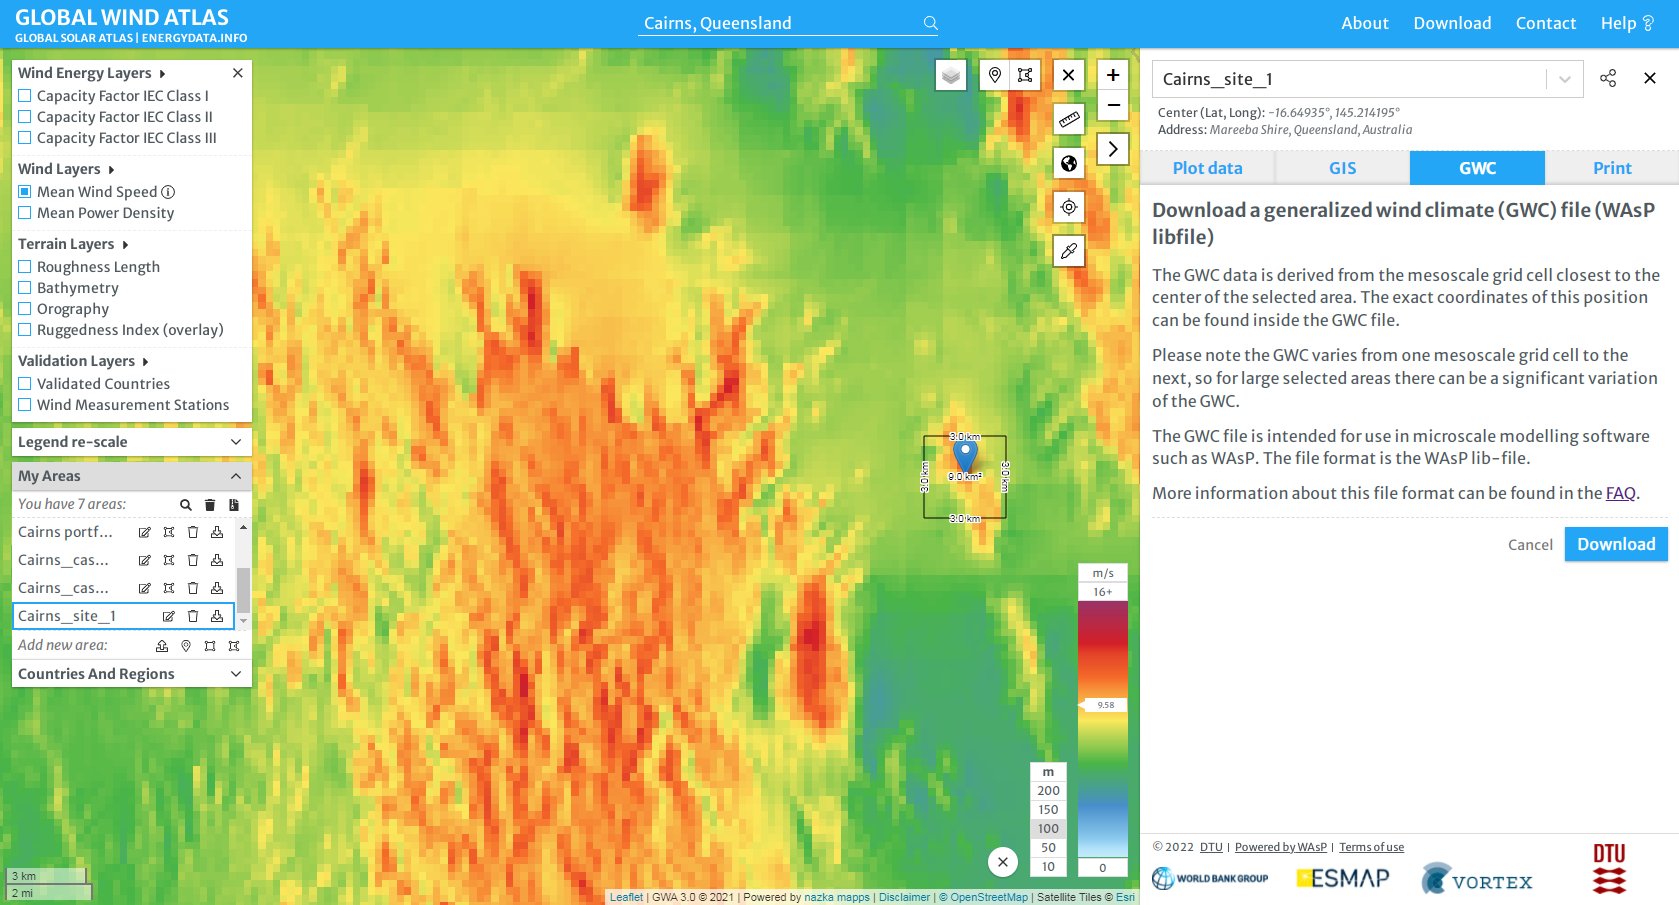 GLOBAL WIND ATLAS
GLOBAL SOLAR ATLAS | ENERGYDATA.INFO
Cairns, Queensland
About
Download
Contact
Help
Wind Energy Layers
Capacity Factor IEC Class I
Capacity Factor IEC Class II
Capacity Factor IEC Class III
Wind Layers
Mean Wind Speed
Mean Power Density
Terrain Layers
Roughness Length
Bathymetry
Orography
Ruggedness Index (overlay)
Validation Layers
Validated Countries
Wind Measurement Stations
Legend re-scale
My Areas
You have 7 areas:
Cairns portf...
Cairns_cas...
Cairns_cas...
Cairns_site_1
Add new area:
Countries And Regions
3 km
2 mi
3.0 km
3.0 km
3.0 km
9.0 km²
3.0 km
m/s
16+
9.58
0
m
200
150
100
50
10
Leaflet | GWA 3.0 © 2021 | Powered by nazka mapps | Disclaimer | © OpenStreetMap | Satellite Tiles © Esri
Cairns_site_1
Center (Lat, Long): -16.64935°, 145.214195°
Address: Mareeba Shire, Queensland, Australia
Plot data
GIS
GWC
Print
Download a generalized wind climate (GWC) file (WAsP
libfile)
The GWC data is derived from the mesoscale grid cell closest to the
center of the selected area. The exact coordinates of this position
can be found inside the GWC file.
Please note the GWC varies from one mesoscale grid cell to the
next, so for large selected areas there can be a significant variation
of the GWC.
The GWC file is intended for use in microscale modelling software
such as WAsP. The file format is the WAsP lib-file.
More information about this file format can be found in the FAQ.
Cancel
Download
© 2022 DTU | Powered by WAsP | Terms of use
WORLD BANK GROUP
ESMAP
VORTEX
DTU